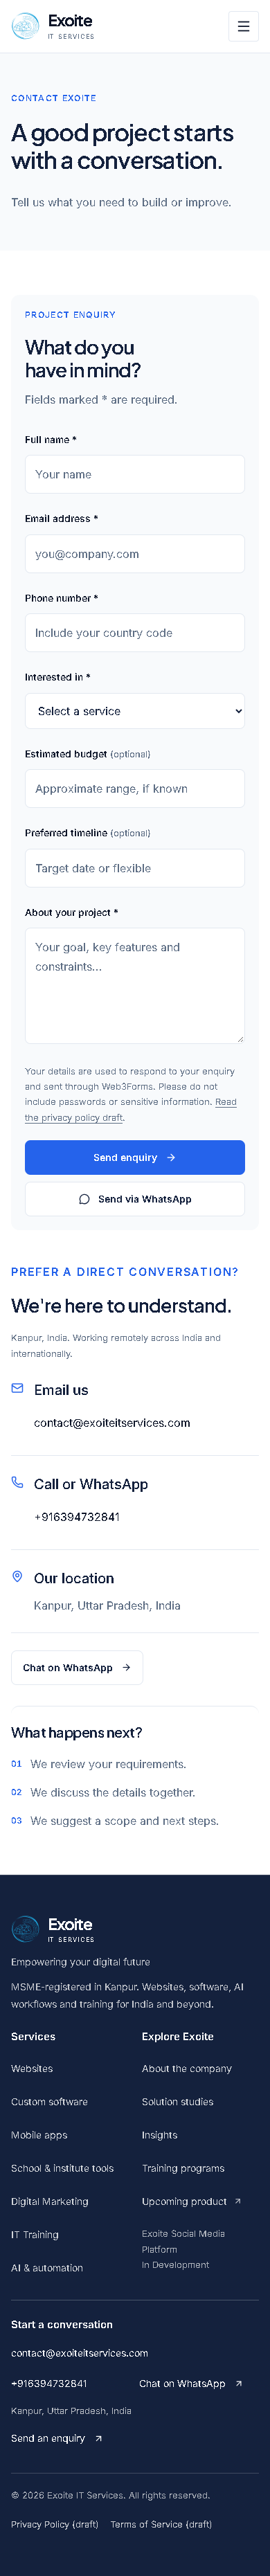 Exoite
IT SERVICES
CONTACT EXOITE
A good project starts
with a conversation.
Tell us what you need to build or improve.
PROJECT ENQUIRY
What do you
have in mind?
Fields marked * are required.
Full name *
Your name
Email address *
you@company.com
Phone number *
Include your country code
Interested in *
Select a service
Estimated budget (optional)
Approximate range, if known
Preferred timeline (optional)
Target date or flexible
About your project *
Your goal, key features and
constraints...
Your details are used to respond to your enquiry
and sent through Web3Forms. Please do not
include passwords or sensitive information. Read
the privacy policy draft.
Send enquiry
Send via WhatsApp
PREFER A DIRECT CONVERSATION?
We're here to understand.
Kanpur, India. Working remotely across India and
internationally.
Email us
contact@exoiteitservices.com
Call or WhatsApp
+916394732841
Our location
Kanpur, Uttar Pradesh, India
Chat on WhatsApp
What happens next?
01 We review your requirements.
02 We discuss the details together.
03 We suggest a scope and next steps.
Exoite
IT SERVICES
Empowering your digital future
MSME-registered in Kanpur. Websites, software, AI
workflows and training for India and beyond.
Services
Websites
Custom software
Mobile apps
School & institute tools
Digital Marketing
IT Training
AI & automation
Explore Exoite
About the company
Solution studies
Insights
Training programs
Upcoming product
Exoite Social Media
Platform
In Development
Start a conversation
contact@exoiteitservices.com
+916394732841 Chat on WhatsApp
Kanpur, Uttar Pradesh, India
Send an enquiry
© 2026 Exoite IT Services. All rights reserved.
Privacy Policy (draft) Terms of Service (draft)